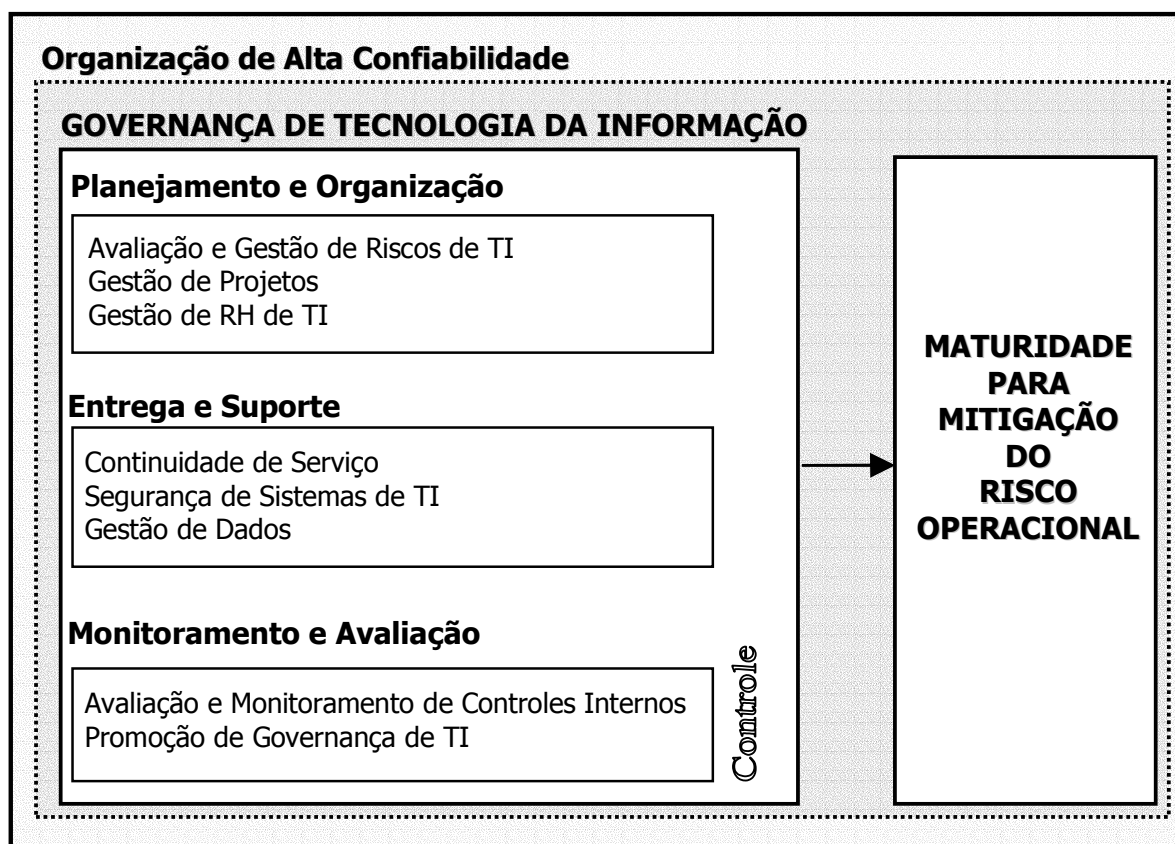 Organização de Alta Confiabilidade
GOVERNANÇA DE TECNOLOGIA DA INFORMAÇÃO
Planejamento e Organização
Avaliação e Gestão de Riscos de TI
Gestão de Projetos
Gestão de RH de TI
Entrega e Suporte
Continuidade de Serviço
Segurança de Sistemas de TI
Gestão de Dados
Monitoramento e Avaliação
Avaliação e Monitoramento de Controles Internos
Promoção de Governança de TI
Controle
MATURIDADE
PARA
MITIGAÇÃO
DO
RISCO
OPERACIONAL